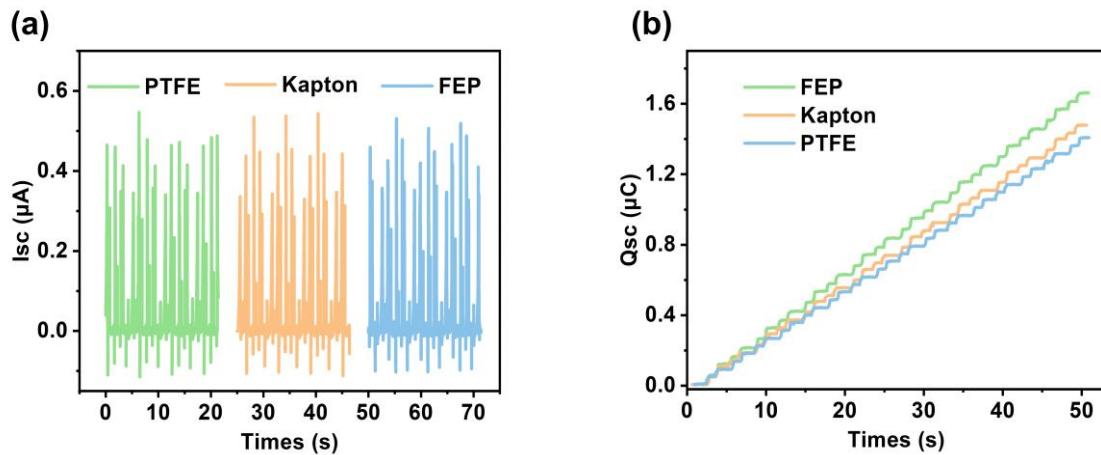 (a)
PTFE Kapton FEP
0.6
0.4
0.2
0.0
Isc (µA)
0 10 20 30 40 50 60 70
Times (s)
(b)
FEP
Kapton
PTFE
1.6
1.2
0.8
0.4
0.0
Qsc (µC)
0 10 20 30 40 50
Times (s)